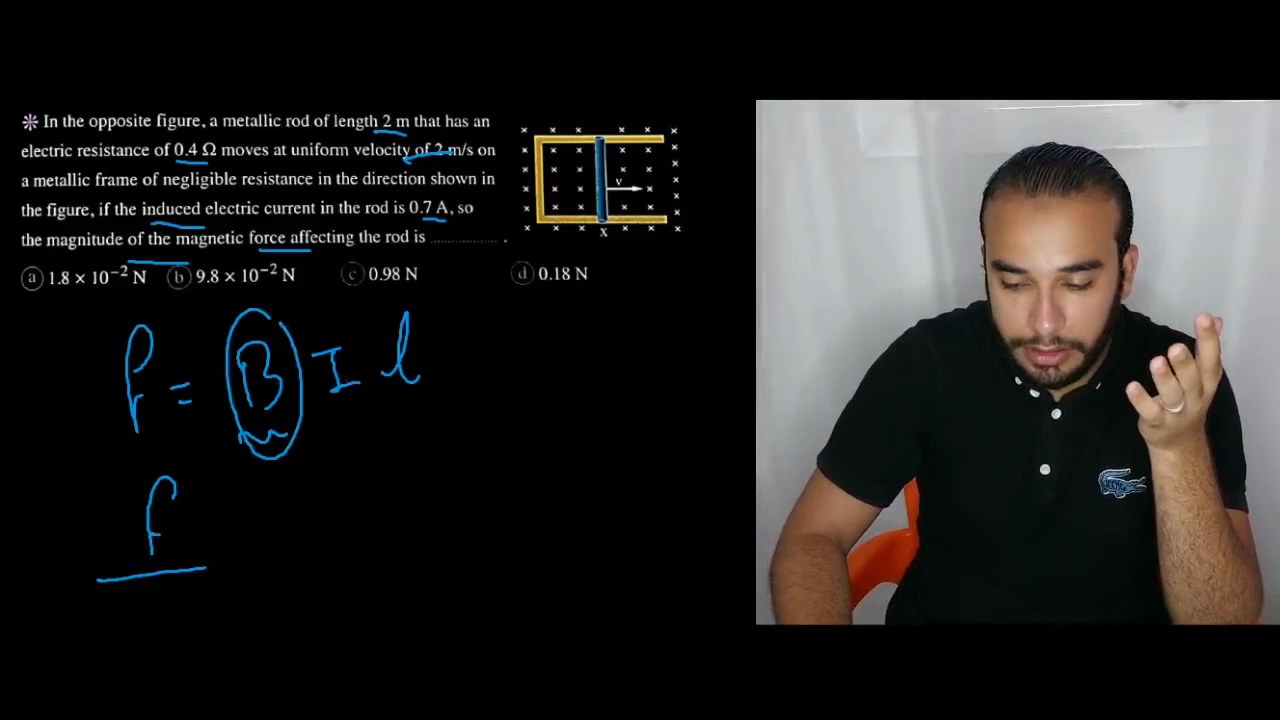 ✳ In the opposite figure, a metallic rod of length 2 m that has an
electric resistance of 0.4 Ω moves at uniform velocity of 2 m/s on
a metallic frame of negligible resistance in the direction shown in
the figure, if the induced electric current in the rod is 0.7 A, so
the magnitude of the magnetic force affecting the rod is .................. .
ⓐ 1.8 × 10⁻² N ⓑ 9.8 × 10⁻² N ⓒ 0.98 N ⓓ 0.18 N
v
x
F = B I l
F